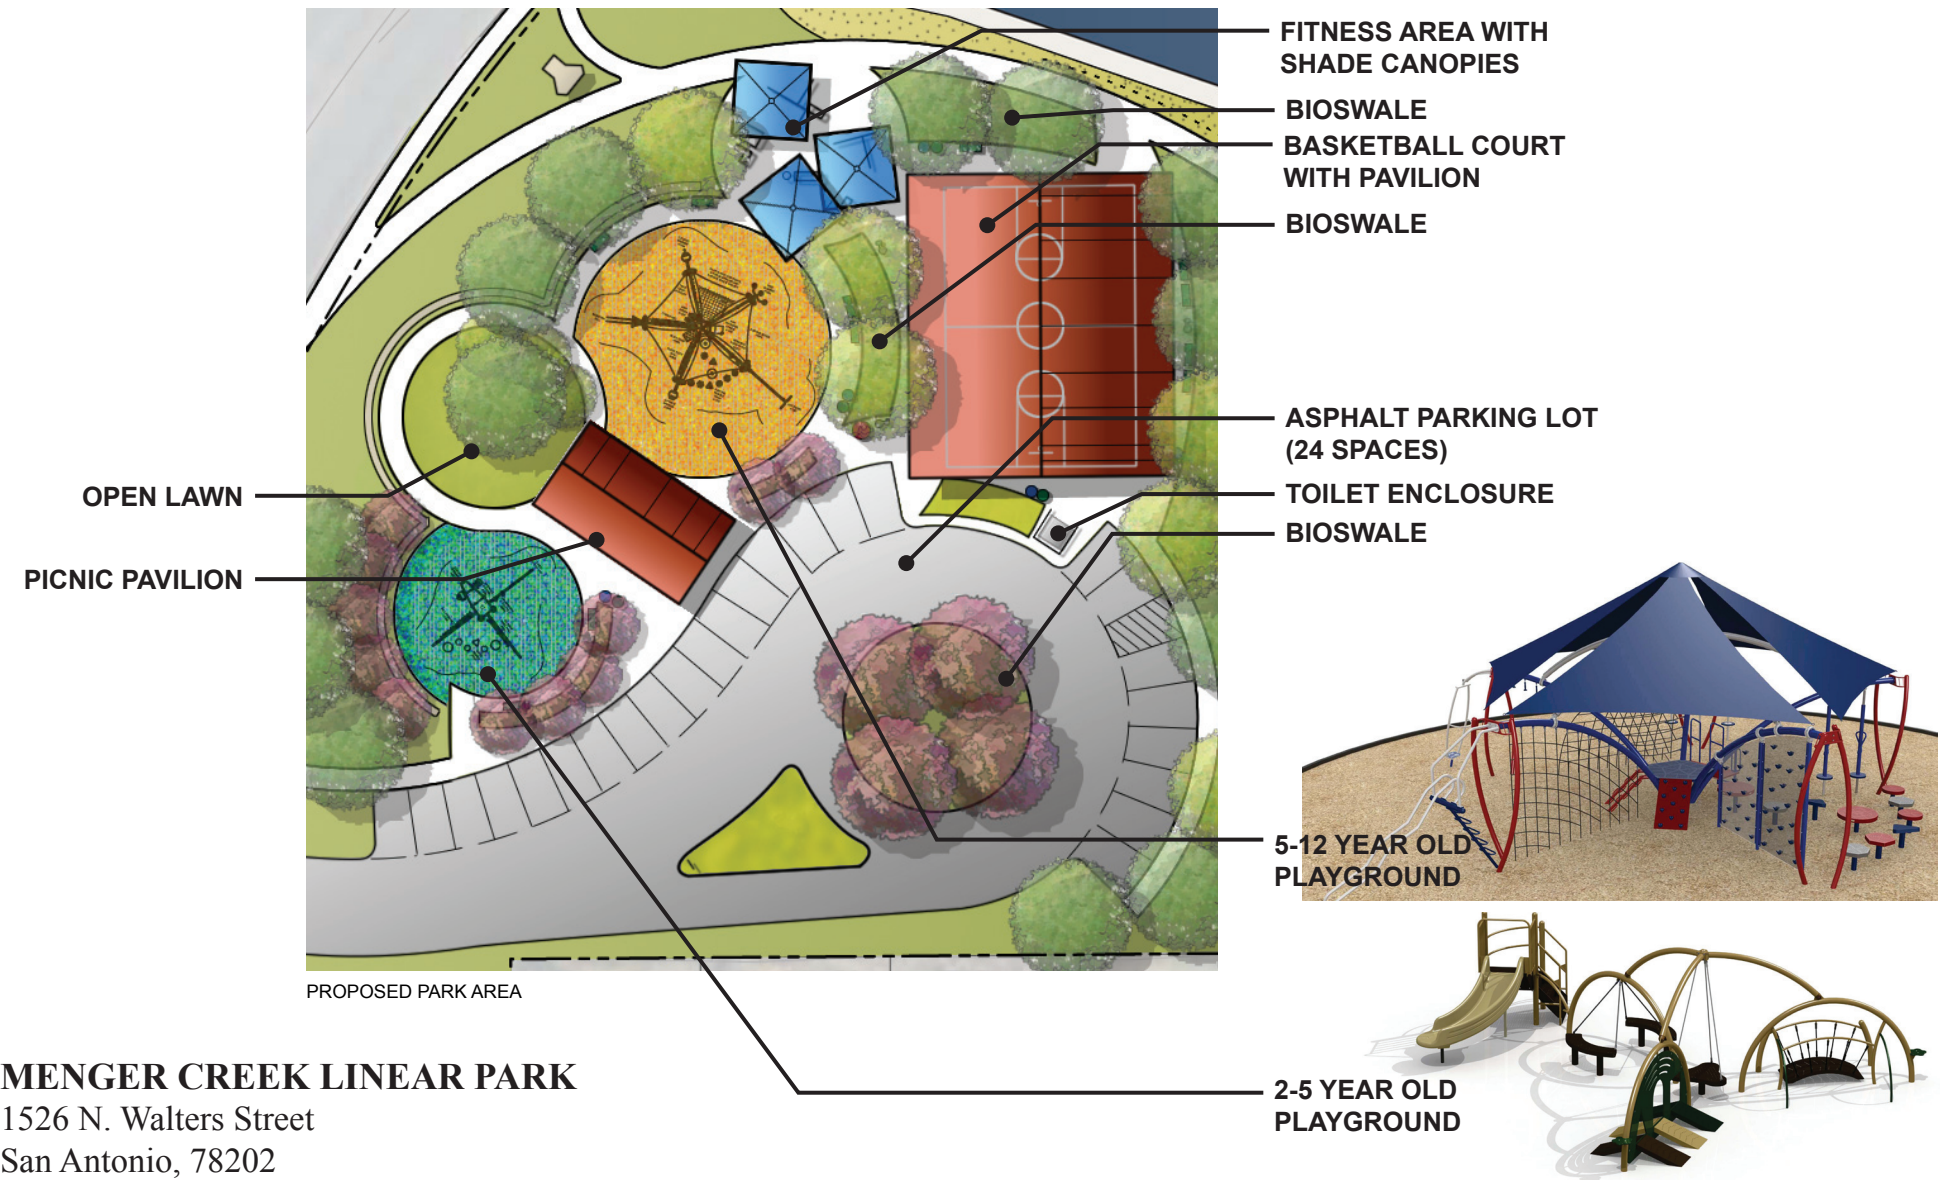 FITNESS AREA WITH
SHADE CANOPIES
BIOSWALE
BASKETBALL COURT
WITH PAVILION
BIOSWALE
ASPHALT PARKING LOT
(24 SPACES)
OPEN LAWN
TOILET ENCLOSURE
BIOSWALE
PICNIC PAVILION
5-12 YEAR OLD
PLAYGROUND
PROPOSED PARK AREA
MENGER CREEK LINEAR PARK
1526 N. Walters Street
San Antonio, 78202
2-5 YEAR OLD
PLAYGROUND